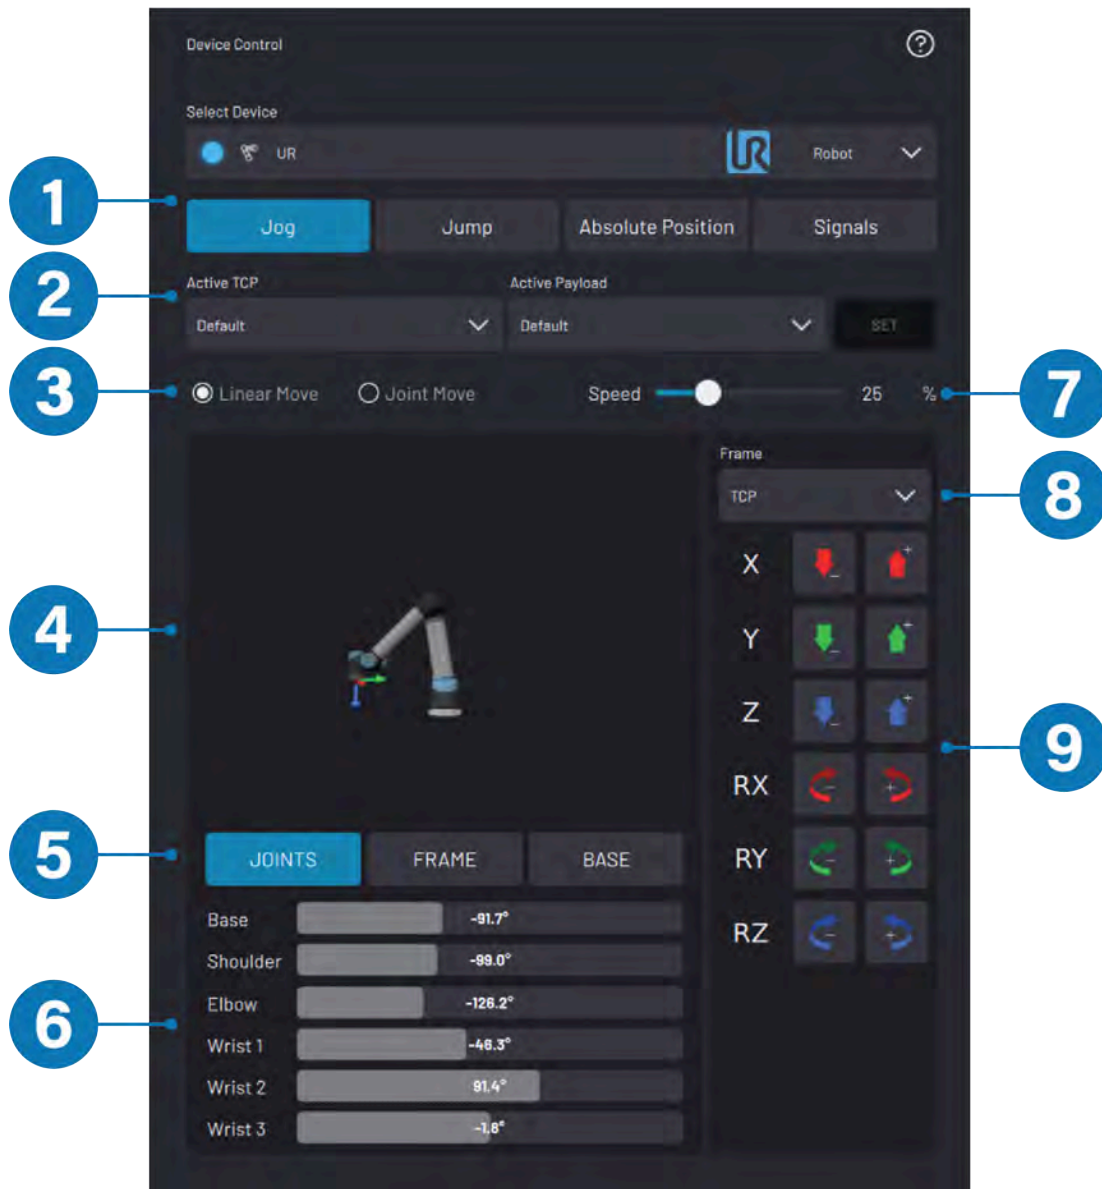 Device Control
?
Select Device
UR
UR
Robot
1
Jog
Jump
Absolute Position
Signals
2
Active TCP
Active Payload
Default
Default
SET
3
Linear Move
Joint Move
Speed
25
%
7
Frame
TCP
8
X
-
+
Y
-
+
4
Z
-
+
9
RX
-
+
5
JOINTS
FRAME
BASE
RY
-
+
RZ
-
+
Base
-91.7°
Shoulder
-99.0°
6
Elbow
-126.2°
Wrist 1
-46.3°
Wrist 2
91.4°
Wrist 3
-1.8°